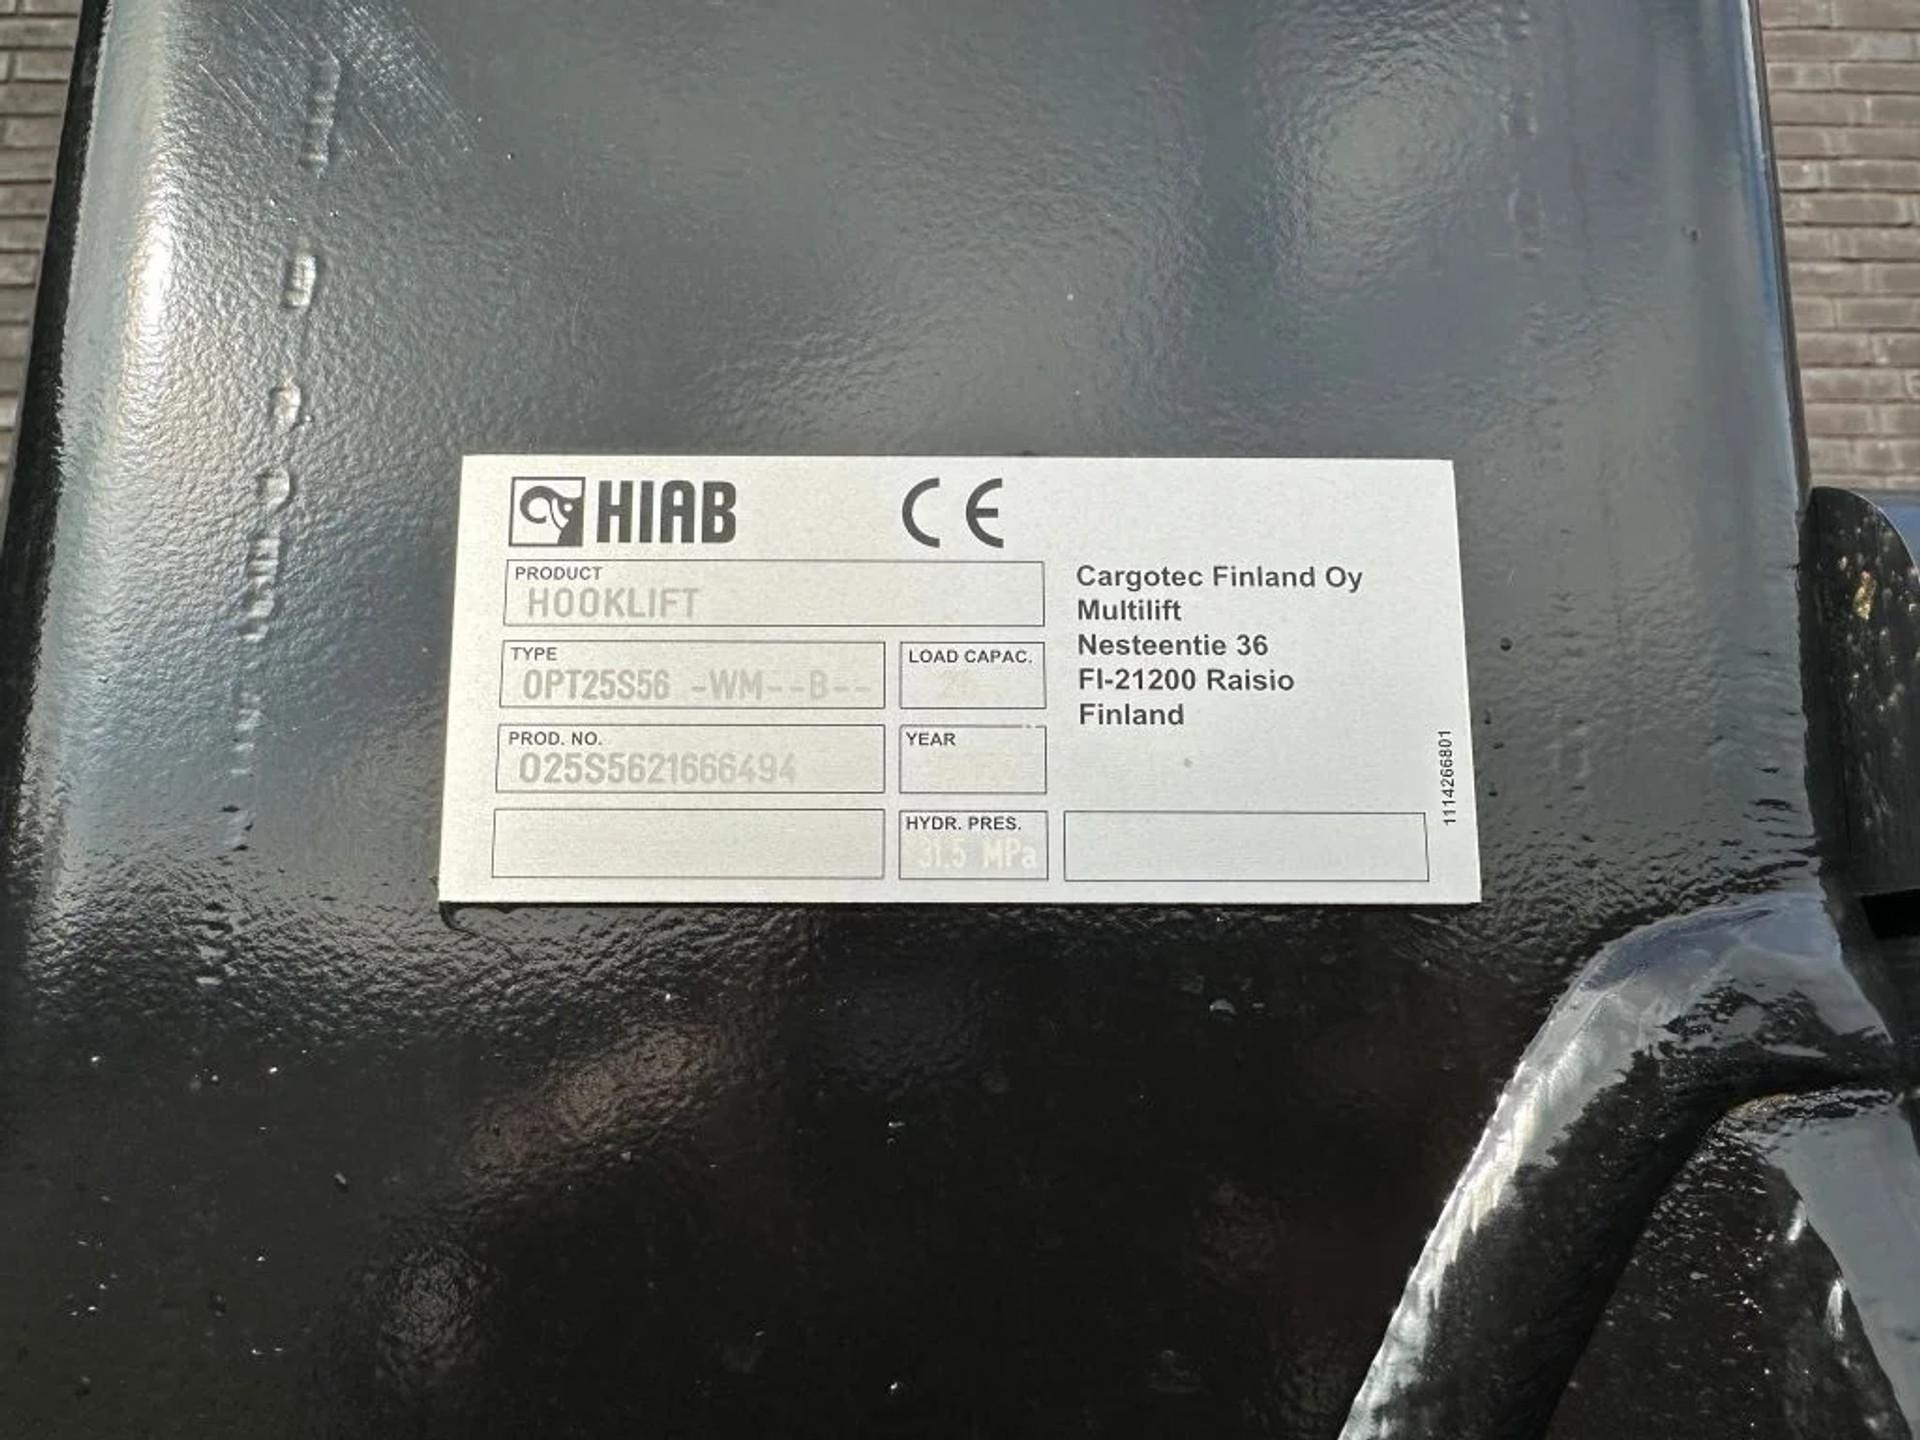 HIAB CE
PRODUCT
HOOKLIFT
TYPE LOAD CAPAC.
OPT25S56 -WM--B--
PROD. NO. YEAR
O25S5621666494
HYDR. PRES.
31.5 MPa
Cargotec Finland Oy
Multilift
Nesteentie 36
FI-21200 Raisio
Finland
1114266801